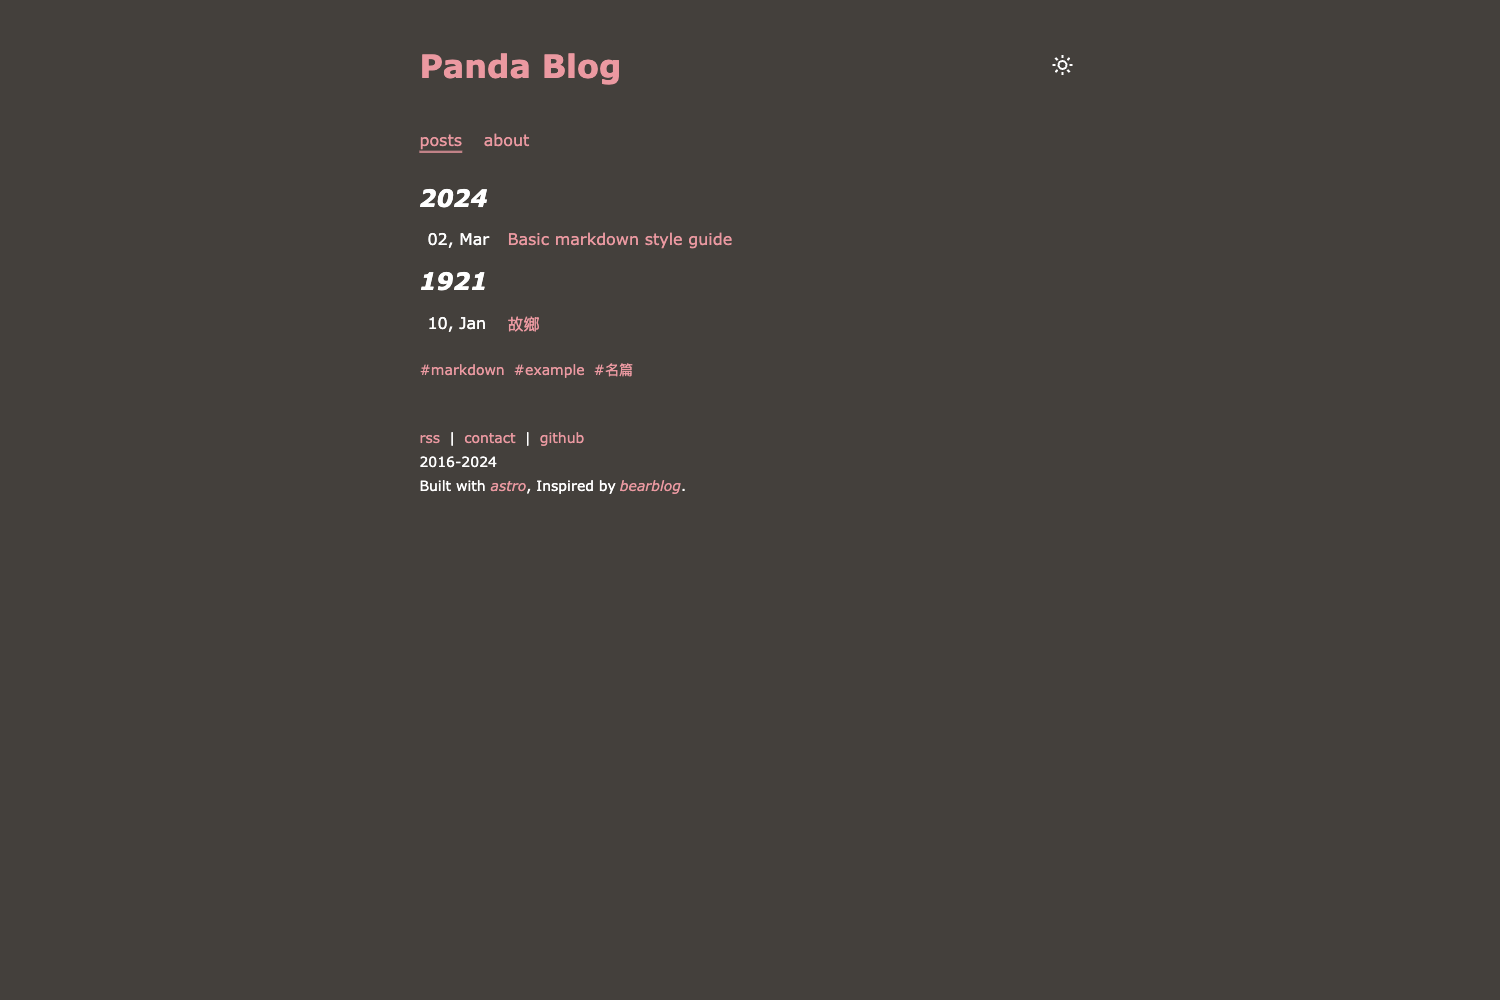 Panda Blog
posts about
2024
02, Mar Basic markdown style guide
1921
10, Jan 故鄉
#markdown #example #名篇
rss | contact | github
2016-2024
Built with astro, Inspired by bearblog.